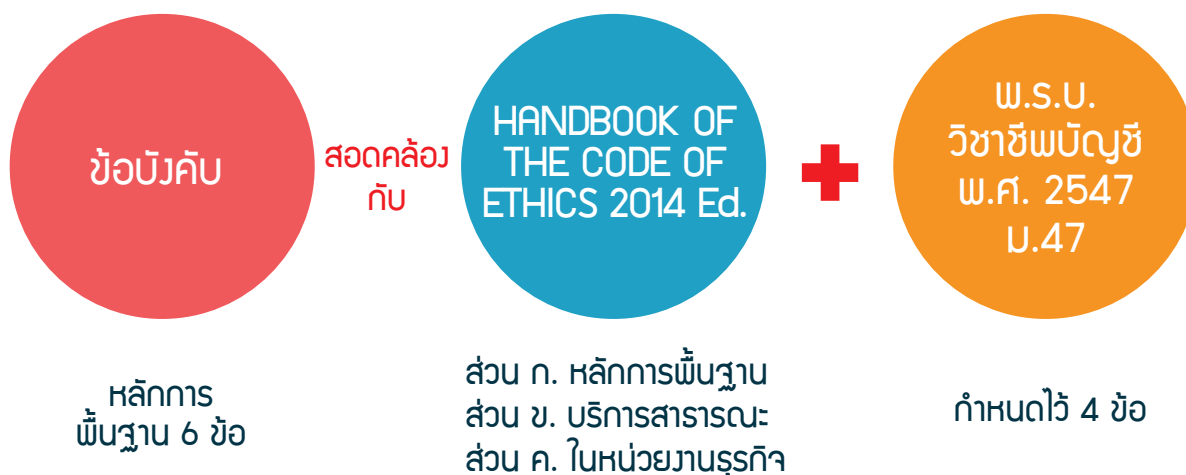 ข้อบังคับ
สอดคล้อง
กับ
HANDBOOK OF
THE CODE OF
ETHICS 2014 Ed.
+
พ.ร.บ.
วิชาชีพบัญชี
พ.ศ. 2547
ม.47
หลักการ
พื้นฐาน 6 ข้อ
ส่วน ก. หลักการพื้นฐาน
ส่วน ข. บริการสาธารณะ
ส่วน ค. ในหน่วยงานธุรกิจ
กำหนดไว้ 4 ข้อ